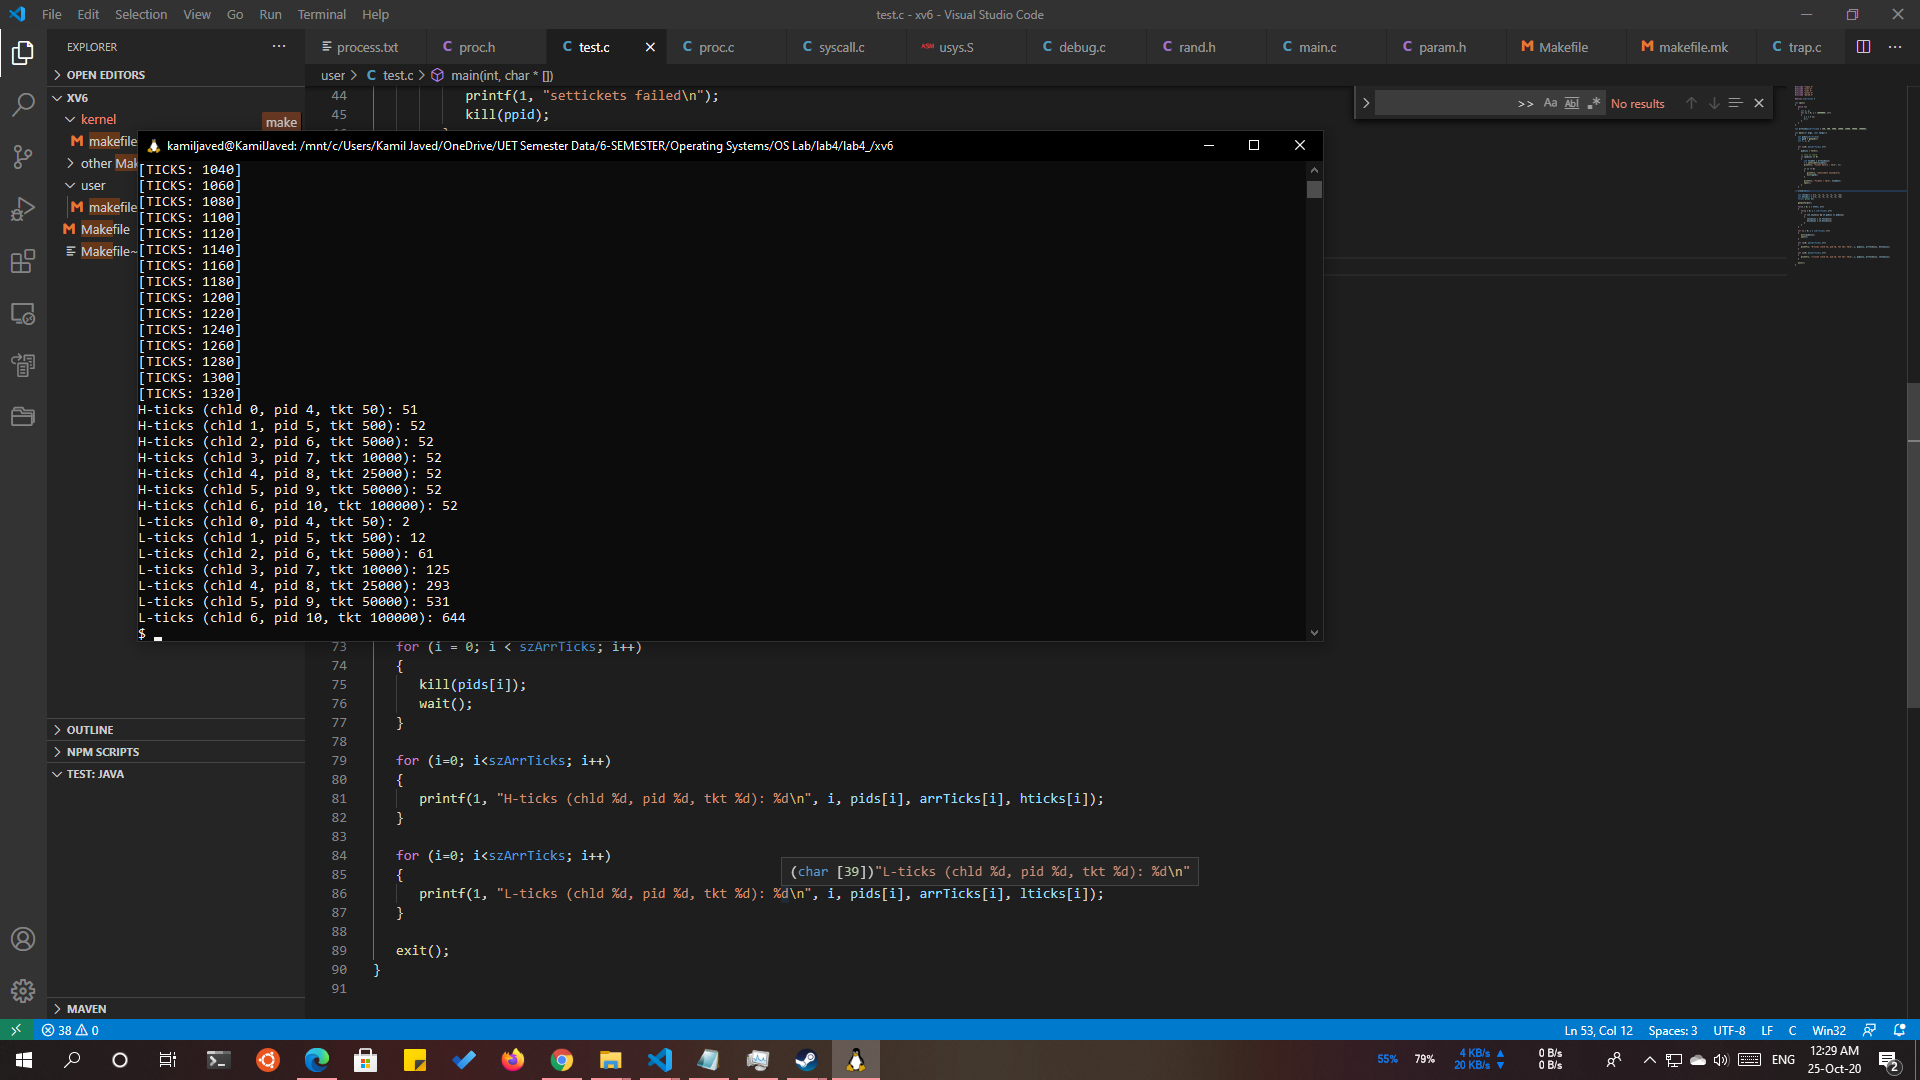 File Edit Selection View Go Run Terminal Help
test.c - xv6 - Visual Studio Code
EXPLORER
process.txt
C proc.h
C test.c
C proc.c
C syscall.c
usys.S
C debug.c
C rand.h
C main.c
C param.h
M Makefile
M makefile.mk
C trap.c
OPEN EDITORS
user > C test.c > main(int, char * [])
XV6
kernel
make
M makefile
other Mak
user
M makefile
M Makefile
Makefile~
44 printf(1, "settickets failed\n");
45 kill(ppid);
>> Aa Abl .* No results
kamiljaved@KamilJaved: /mnt/c/Users/Kamil Javed/OneDrive/UET Semester Data/6-SEMESTER/Operating Systems/OS Lab/lab4/lab4_/xv6
[TICKS: 1040]
[TICKS: 1060]
[TICKS: 1080]
[TICKS: 1100]
[TICKS: 1120]
[TICKS: 1140]
[TICKS: 1160]
[TICKS: 1180]
[TICKS: 1200]
[TICKS: 1220]
[TICKS: 1240]
[TICKS: 1260]
[TICKS: 1280]
[TICKS: 1300]
[TICKS: 1320]
H-ticks (chld 0, pid 4, tkt 50): 51
H-ticks (chld 1, pid 5, tkt 500): 52
H-ticks (chld 2, pid 6, tkt 5000): 52
H-ticks (chld 3, pid 7, tkt 10000): 52
H-ticks (chld 4, pid 8, tkt 25000): 52
H-ticks (chld 5, pid 9, tkt 50000): 52
H-ticks (chld 6, pid 10, tkt 100000): 52
L-ticks (chld 0, pid 4, tkt 50): 2
L-ticks (chld 1, pid 5, tkt 500): 12
L-ticks (chld 2, pid 6, tkt 5000): 61
L-ticks (chld 3, pid 7, tkt 10000): 125
L-ticks (chld 4, pid 8, tkt 25000): 293
L-ticks (chld 5, pid 9, tkt 50000): 531
L-ticks (chld 6, pid 10, tkt 100000): 644
$
73 for (i = 0; i < szArrTicks; i++)
74 {
75 kill(pids[i]);
76 wait();
77 }
78
79 for (i=0; i<szArrTicks; i++)
80 {
81 printf(1, "H-ticks (chld %d, pid %d, tkt %d): %d\n", i, pids[i], arrTicks[i], hticks[i]);
82 }
83
84 for (i=0; i<szArrTicks; i++)
85 {
(char [39])"L-ticks (chld %d, pid %d, tkt %d): %d\n"
86 printf(1, "L-ticks (chld %d, pid %d, tkt %d): %d\n", i, pids[i], arrTicks[i], lticks[i]);
87 }
88
89 exit();
90 }
91
OUTLINE
NPM SCRIPTS
TEST: JAVA
MAVEN
38 0
Ln 53, Col 12 Spaces: 3 UTF-8 LF C Win32
55% 79%
4 KB/s 0 B/s
20 KB/s 0 B/s
ENG
12:29 AM
25-Oct-20
2